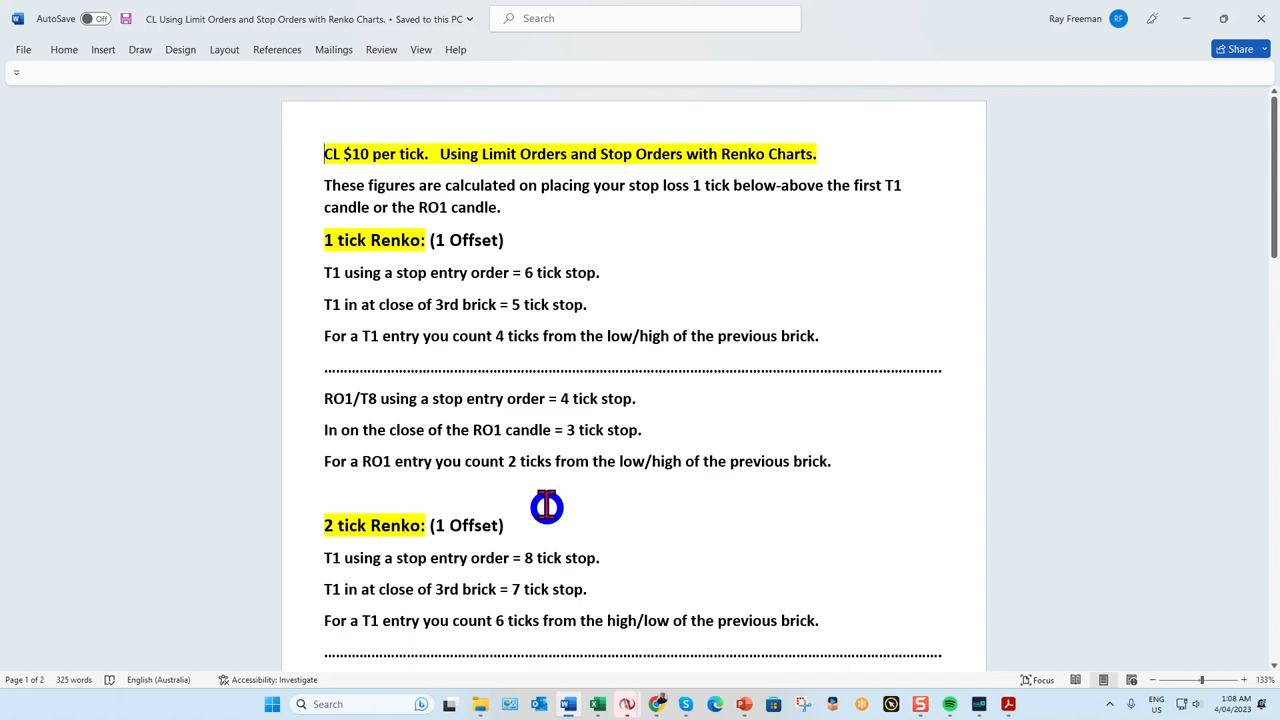 AutoSave Off CL Using Limit Orders and Stop Orders with Renko Charts. • Saved to this PC Search Ray Freeman RF
File Home Insert Draw Design Layout References Mailings Review View Help Share
CL $10 per tick. Using Limit Orders and Stop Orders with Renko Charts.
These figures are calculated on placing your stop loss 1 tick below-above the first T1
candle or the RO1 candle.
1 tick Renko: (1 Offset)
T1 using a stop entry order = 6 tick stop.
T1 in at close of 3rd brick = 5 tick stop.
For a T1 entry you count 4 ticks from the low/high of the previous brick.
……………………………………………………………………………………………………………………….
RO1/T8 using a stop entry order = 4 tick stop.
In on the close of the RO1 candle = 3 tick stop.
For a RO1 entry you count 2 ticks from the low/high of the previous brick.
2 tick Renko: (1 Offset)
T1 using a stop entry order = 8 tick stop.
T1 in at close of 3rd brick = 7 tick stop.
For a T1 entry you count 6 ticks from the high/low of the previous brick.
……………………………………………………………………………………………………………………….
Page 1 of 2 325 words English (Australia) Accessibility: Investigate Focus 133%
Search ENG US 1:08 AM 4/04/2023